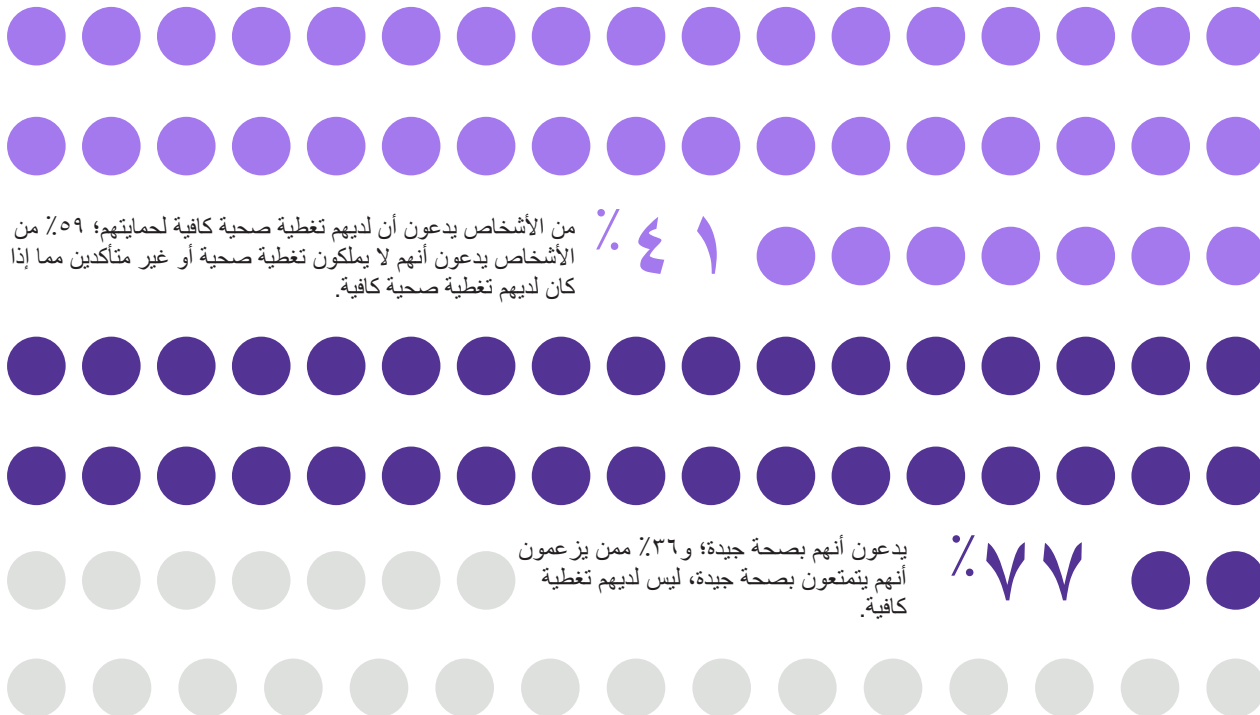 ٤١٪
من الأشخاص يدعون أن لديهم تغطية صحية كافية لحمايتهم؛ ٥٩٪ من
الأشخاص يدعون أنهم لا يملكون تغطية صحية أو غير متأكدين مما إذا
كان لديهم تغطية صحية كافية.
٧٧٪
يدعون أنهم بصحة جيدة؛ و٣٦٪ ممن يزعمون
أنهم يتمتعون بصحة جيدة، ليس لديهم تغطية
كافية.